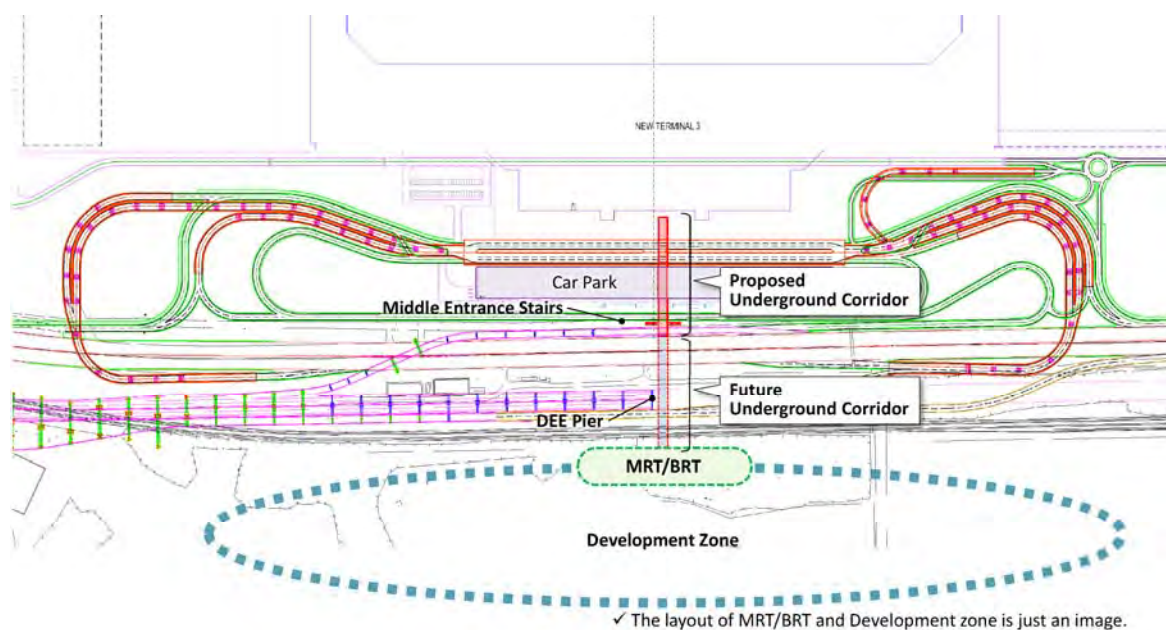 NEW TERMINAL 3
Car Park
Proposed
Underground Corridor
Middle Entrance Stairs
Future
Underground Corridor
DEE Pier
MRT/BRT
Development Zone
✓ The layout of MRT/BRT and Development zone is just an image.